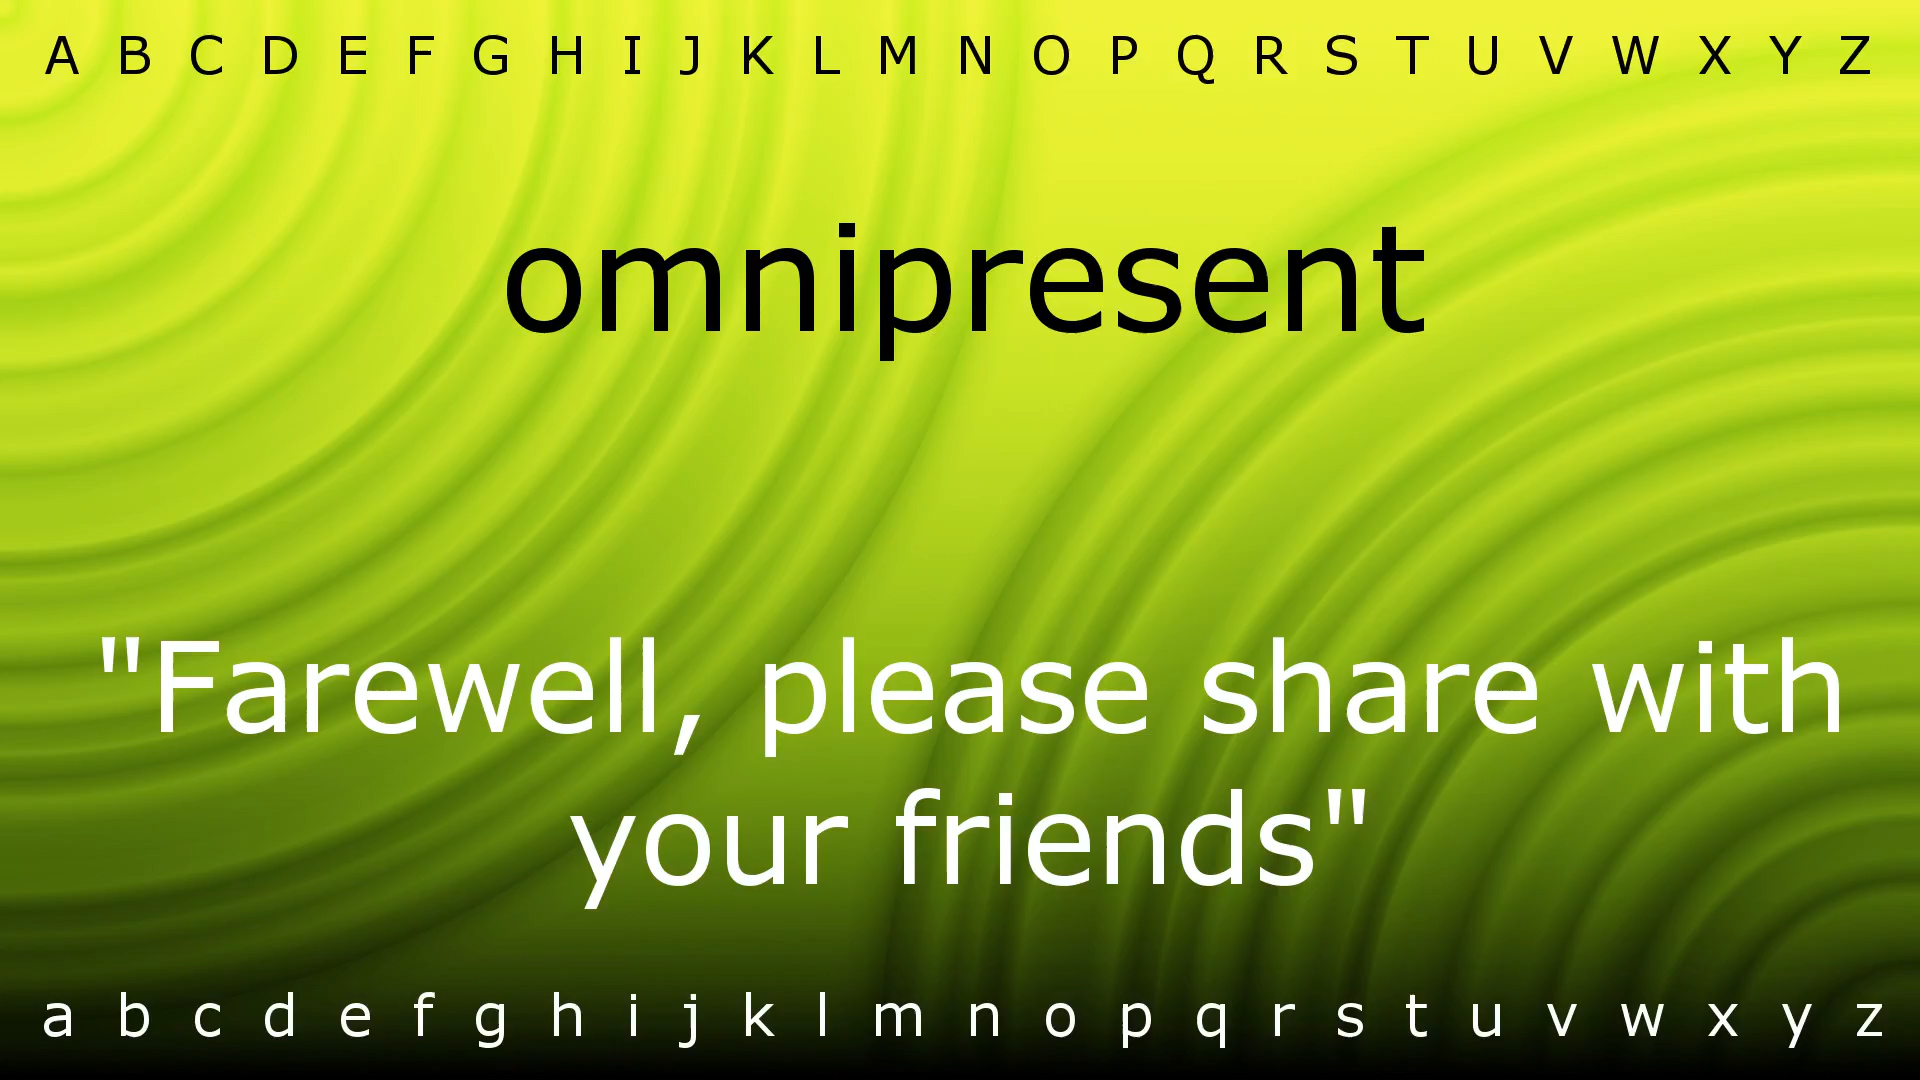 A B C D E F G H I J K L M N O P Q R S T U V W X Y Z
omnipresent
"Farewell, please share with
your friends"
a b c d e f g h i j k l m n o p q r s t u v w x y z